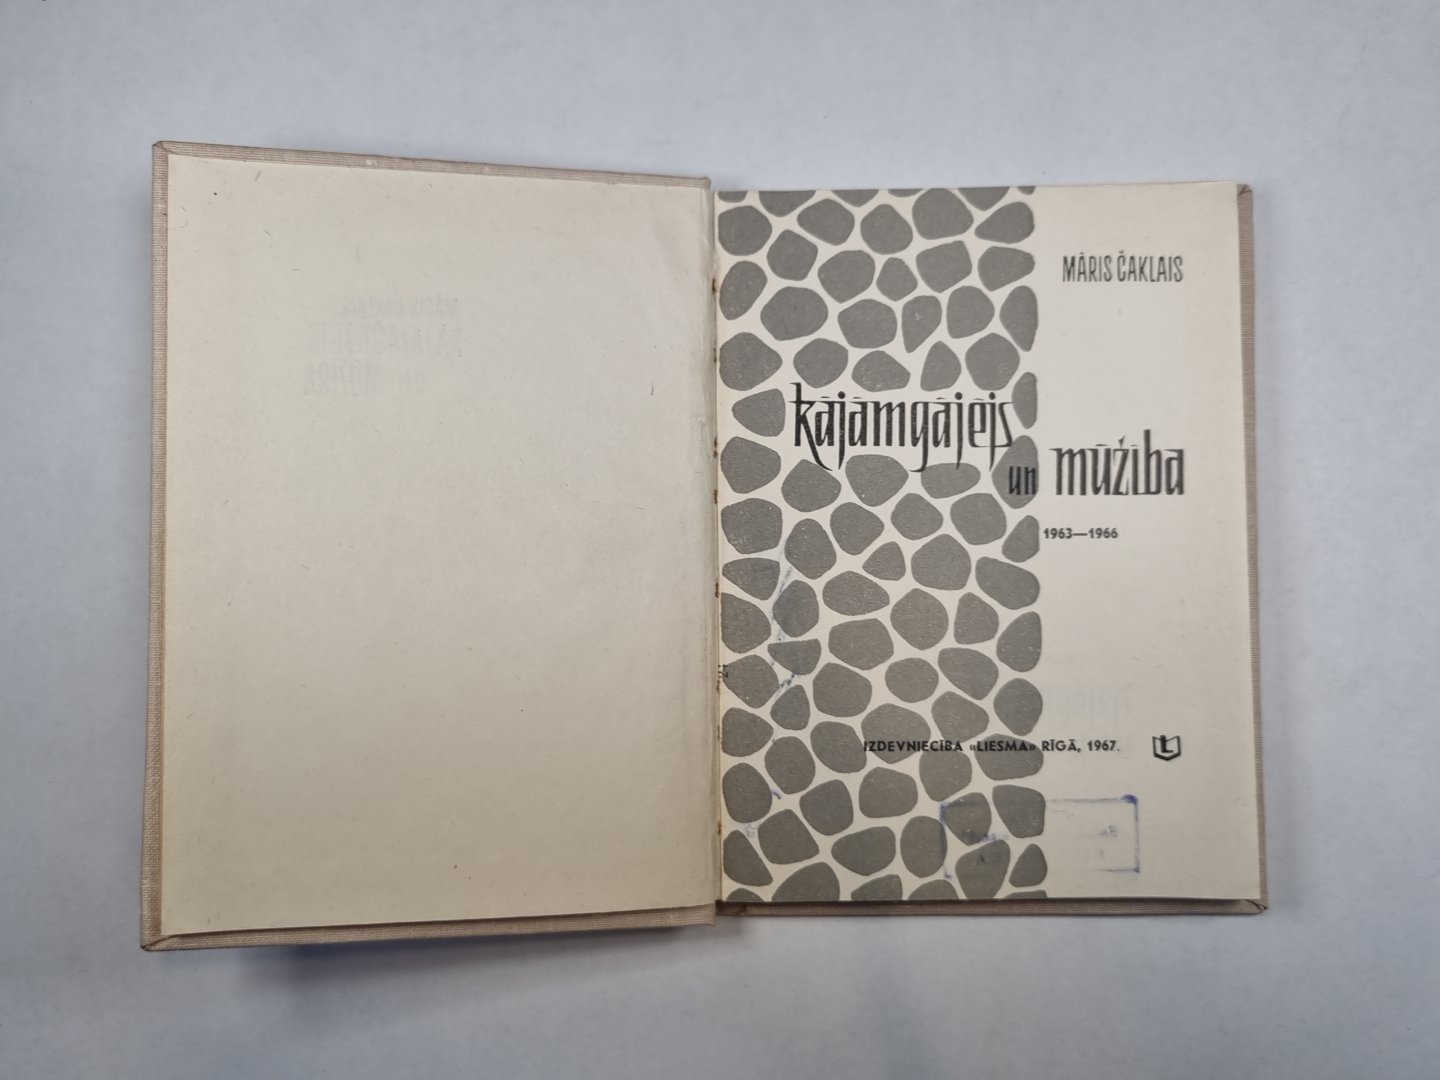 MĀRIS ČAKLAIS
kājāmgājējs
un mūžība
1963—1966
IZDEVNIECĪBA «LIESMA» RĪGĀ, 1967.
L